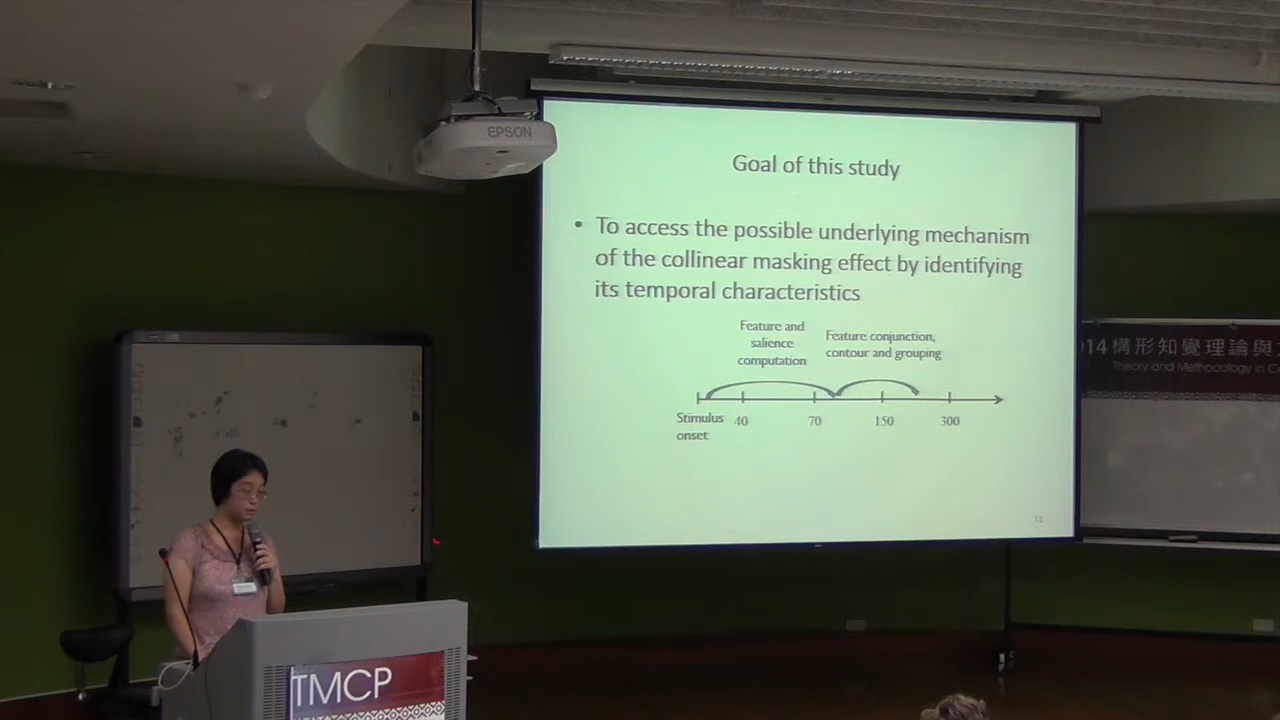 EPSON
Goal of this study
• To access the possible underlying mechanism
of the collinear masking effect by identifying
its temporal characteristics
Feature and
salience
computation
Feature conjunction,
contour and grouping
Stimulus
onset
40
70
150
300
14 構形知覺理論與
Theory and Methodology in
TMCP